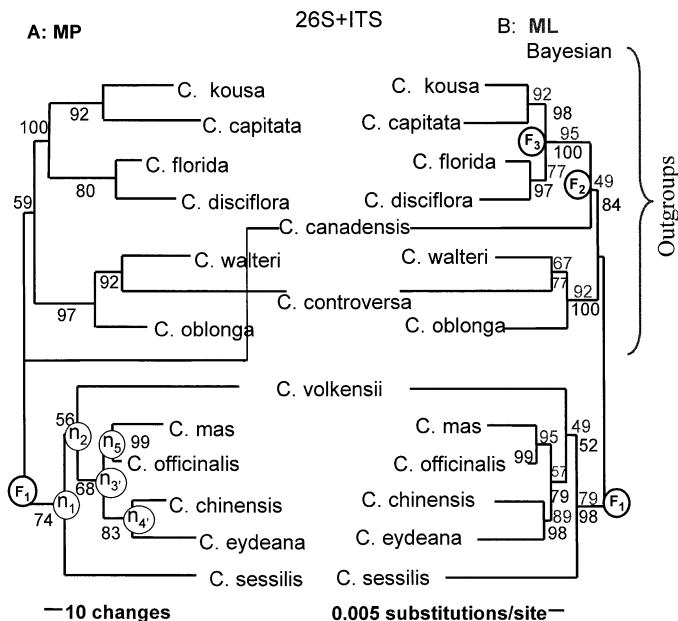 26S+ITS
A: MP
B: ML
Bayesian
C. kousa
C. kousa
92
92
98
C. capitata
C. capitata
100
F3
95
100
C. florida
C. florida
77
F2
49
80
97
84
C. disciflora
C. disciflora
Outgroups
59
C. canadensis
C. walteri
C. walteri
67
92
77
92
C. controversa
97
100
C. oblonga
C. oblonga
C. volkensii
56
n2
C. mas
C. mas
49
n5
99
95
52
C. officinalis
C. officinalis
99
n3'
57
68
79
F1
n1
C. chinensis
C. chinensis
79
F1
74
n4'
89
98
83
C. eydeana
C. eydeana
98
C. sessilis
C. sessilis
10 changes
0.005 substitutions/site